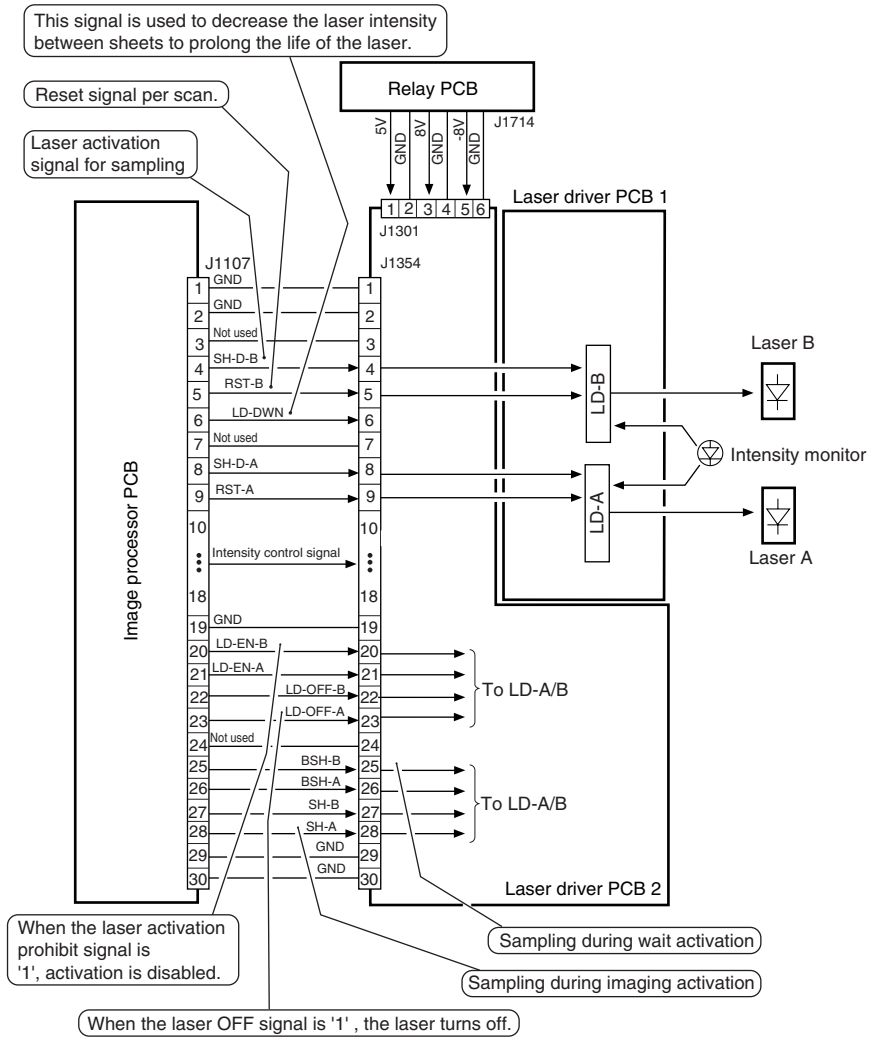 This signal is used to decrease the laser intensity
between sheets to prolong the life of the laser.
Reset signal per scan.
Laser activation
signal for sampling
Relay PCB
5V
GND
8V
GND
-8V
GND
J1714
1 2 3 4 5 6
J1301
Laser driver PCB 1
J1107
J1354
Image processor PCB
1 GND 1
2 GND 2
3 Not used 3
4 SH-D-B 4
5 RST-B 5
6 LD-DWN 6
7 Not used 7
8 SH-D-A 8
9 RST-A 9
10 10
Intensity control signal
18 18
19 GND 19
20 LD-EN-B 20
21 LD-EN-A 21
22 LD-OFF-B 22
23 LD-OFF-A 23
24 Not used 24
25 BSH-B 25
26 BSH-A 26
27 SH-B 27
28 SH-A 28
29 GND 29
30 GND 30
LD-B
LD-A
Laser B
Intensity monitor
Laser A
To LD-A/B
To LD-A/B
Laser driver PCB 2
When the laser activation
prohibit signal is
'1', activation is disabled.
Sampling during wait activation
Sampling during imaging activation
When the laser OFF signal is '1' , the laser turns off.